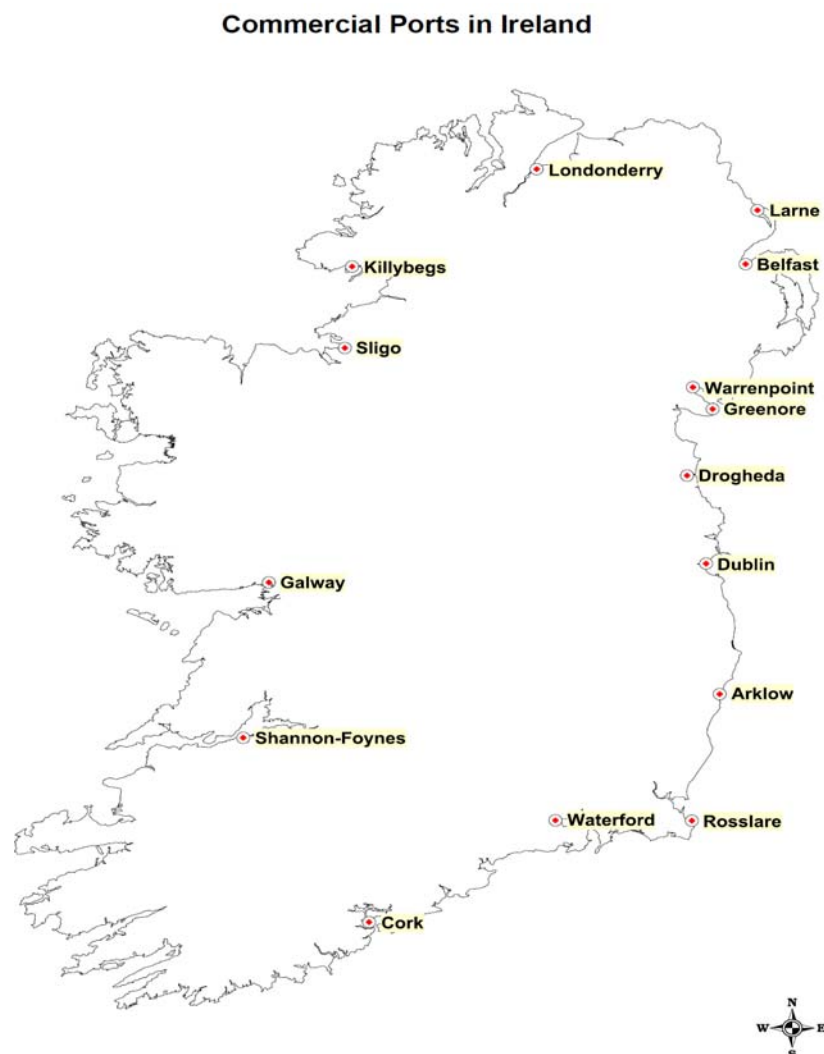 Commercial Ports in Ireland
Londonderry
Larne
Belfast
Killybegs
Sligo
Warrenpoint
Greenore
Drogheda
Dublin
Galway
Arklow
Shannon-Foynes
Waterford
Rosslare
Cork
N
W E
S